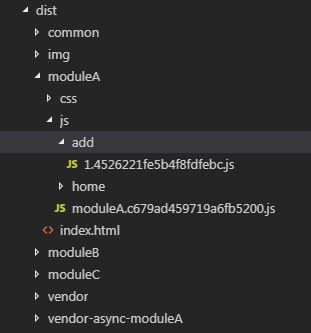 dist
common
img
moduleA
css
js
add
JS 1.4526221fe5b4f8fdfebc.js
home
JS moduleA.c679ad459719a6fb5200.js
<> index.html
moduleB
moduleC
vendor
vendor-async-moduleA